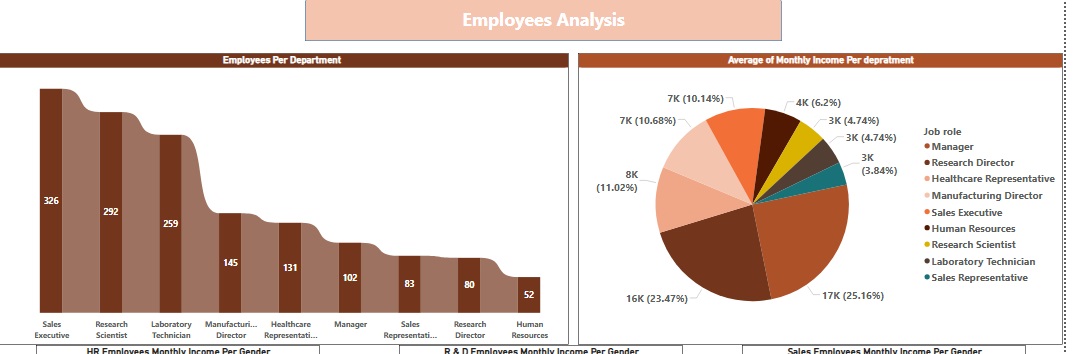 Employees Analysis
Employees Per Department
326
292
259
145
131
102
83
80
52
Sales
Executive
Research
Scientist
Laboratory
Technician
Manufacturi...
Director
Healthcare
Representati...
Manager
Sales
Representati...
Research
Director
Human
Resources
Average of Monthly Income Per depratment
7K (10.14%)
4K (6.2%)
7K (10.68%)
3K (4.74%)
3K (4.74%)
3K
(3.84%)
8K
(11.02%)
16K (23.47%)
17K (25.16%)
Job role
Manager
Research Director
Healthcare Representative
Manufacturing Director
Sales Executive
Human Resources
Research Scientist
Laboratory Technician
Sales Representative
HR Employees Monthly Income Per Gender
R & D Employees Monthly Income Per Gender
Sales Employees Monthly Income Per Gender